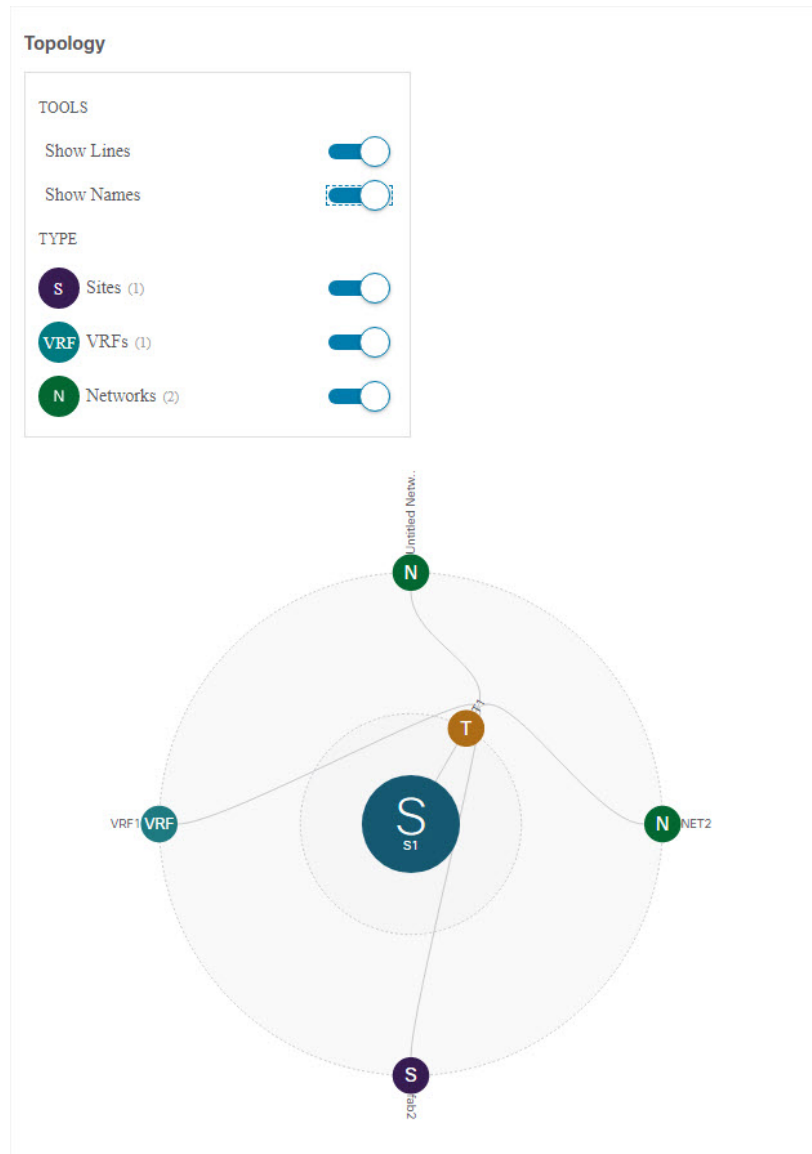 Topology
TOOLS
Show Lines
Show Names
TYPE
S Sites (1)
VRF VRFs (1)
N Networks (2)
Untitled Netw...
N
T
S
S1
VRF1 VRF
N NET2
S
fab2